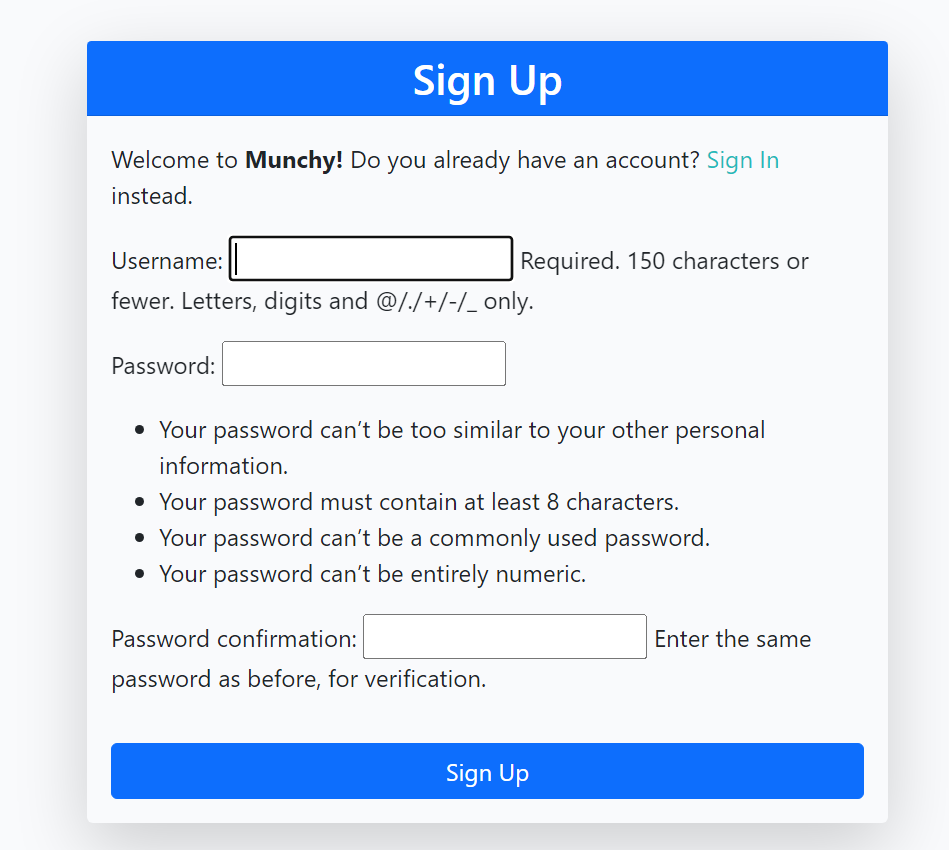 Sign Up
Welcome to Munchy! Do you already have an account? Sign In
instead.
Username: Required. 150 characters or
fewer. Letters, digits and @/./+/-/_ only.
Password:
Your password can’t be too similar to your other personal
information.
Your password must contain at least 8 characters.
Your password can’t be a commonly used password.
Your password can’t be entirely numeric.
Password confirmation: Enter the same
password as before, for verification.
Sign Up